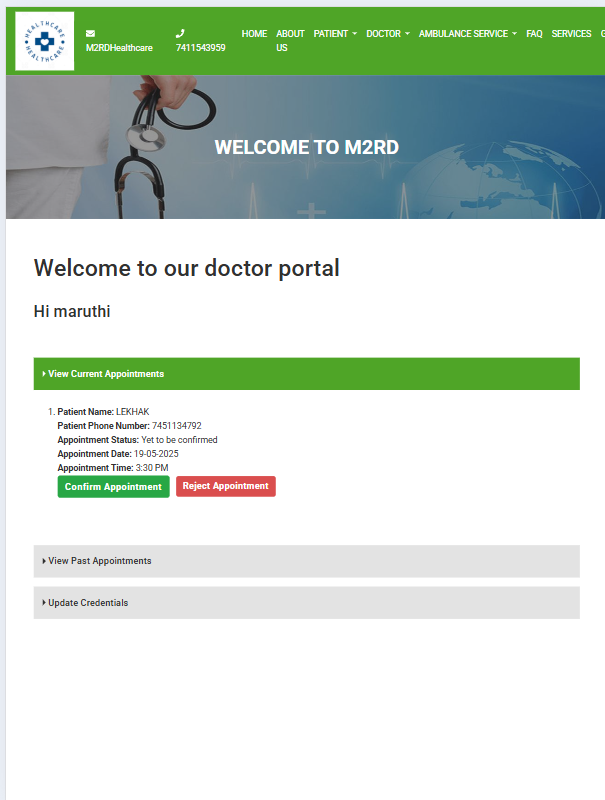 HEALTHCARE
HEALTHCARE
M2RDHealthcare
7411543959
HOME
ABOUT US
PATIENT
DOCTOR
AMBULANCE SERVICE
FAQ
SERVICES
WELCOME TO M2RD
Welcome to our doctor portal
Hi maruthi
View Current Appointments
1. Patient Name: LEKHAK
Patient Phone Number: 7451134792
Appointment Status: Yet to be confirmed
Appointment Date: 19-05-2025
Appointment Time: 3:30 PM
Confirm Appointment
Reject Appointment
View Past Appointments
Update Credentials